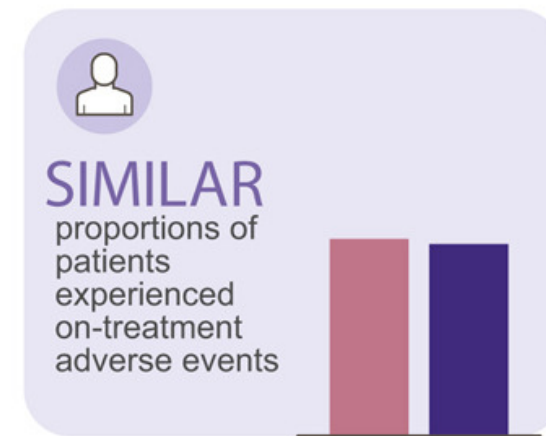 SIMILAR
proportions of
patients
experienced
on-treatment
adverse events